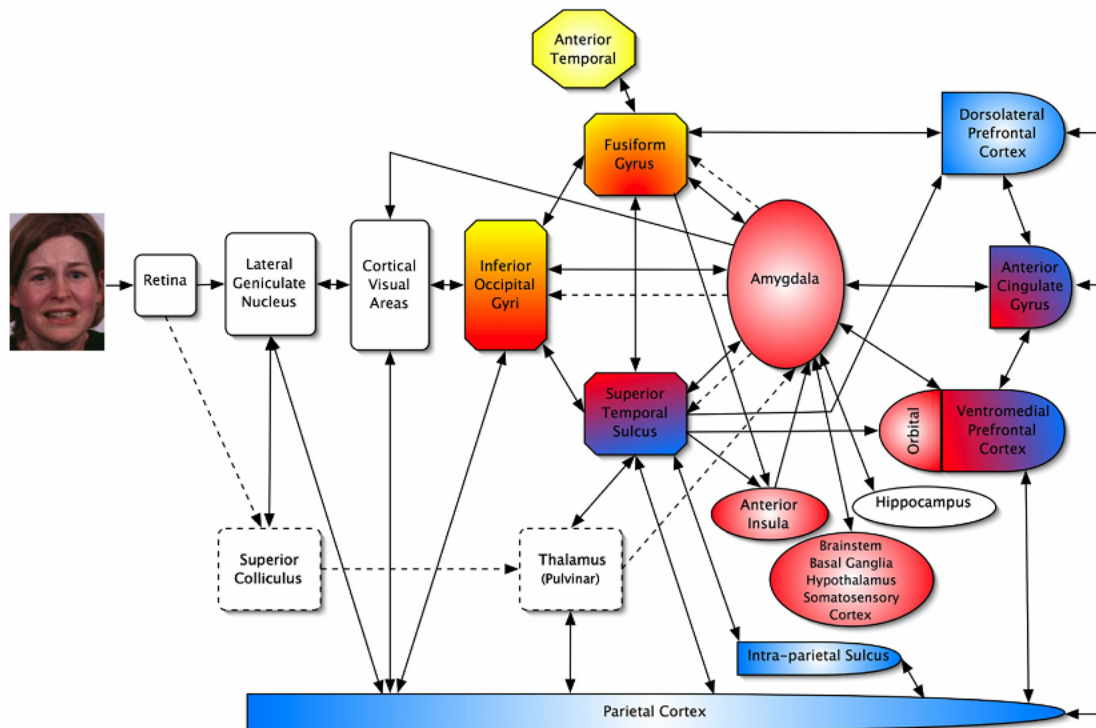 Anterior
Temporal
Fusiform
Gyrus
Dorsolateral
Prefrontal
Cortex
Retina
Lateral
Geniculate
Nucleus
Cortical
Visual
Areas
Inferior
Occipital
Gyri
Amygdala
Anterior
Cingulate
Gyrus
Superior
Temporal
Sulcus
Orbital
Ventromedial
Prefrontal
Cortex
Anterior
Insula
Hippocampus
Superior
Colliculus
Thalamus
(Pulvinar)
Brainstem
Basal Ganglia
Hypothalamus
Somatosensory
Cortex
Intra-parietal Sulcus
Parietal Cortex